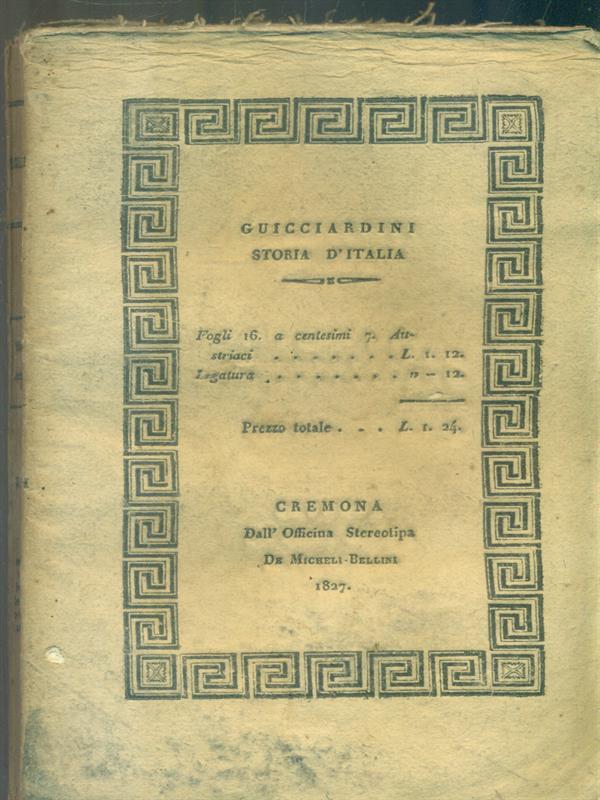 GUICCIARDINI
STORIA D'ITALIA
Fogli 16. a centesimi 7. Au-
striaci . . . . . . . L. 1. 12.
Legatura . . . . . . . . » — 12.
Prezzo totale . . . L. 1. 24.
CREMONA
Dall' Officina Stereotipa
DE MICHELI-BELLINI
1827.